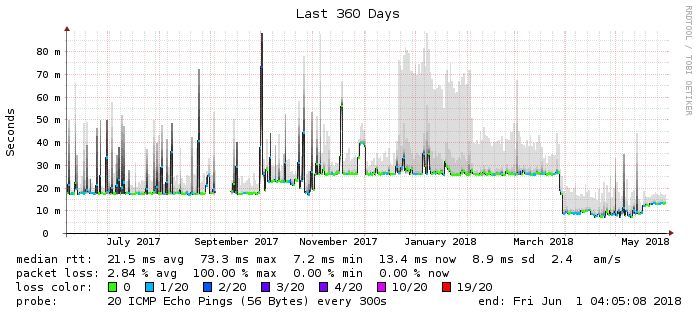 Last 360 Days
RRDTOOL / TOBI OETIKER
Seconds
80 m
70 m
60 m
50 m
40 m
30 m
20 m
10 m
0
July 2017 September 2017 November 2017 January 2018 March 2018 May 2018
median rtt: 21.5 ms avg 73.3 ms max 7.2 ms min 13.4 ms now 8.9 ms sd 2.4 am/s
packet loss: 2.84 % avg 100.00 % max 0.00 % min 0.00 % now
loss color: 0 1/20 2/20 3/20 4/20 10/20 19/20
probe: 20 ICMP Echo Pings (56 Bytes) every 300s end: Fri Jun 1 04:05:08 2018